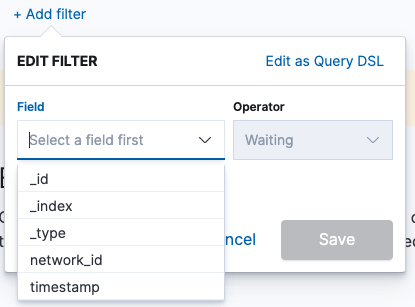 + Add filter
EDIT FILTER
Edit as Query DSL
Field
Operator
Select a field first
Waiting
_id
_index
_type
network_id
timestamp
ncel
Save